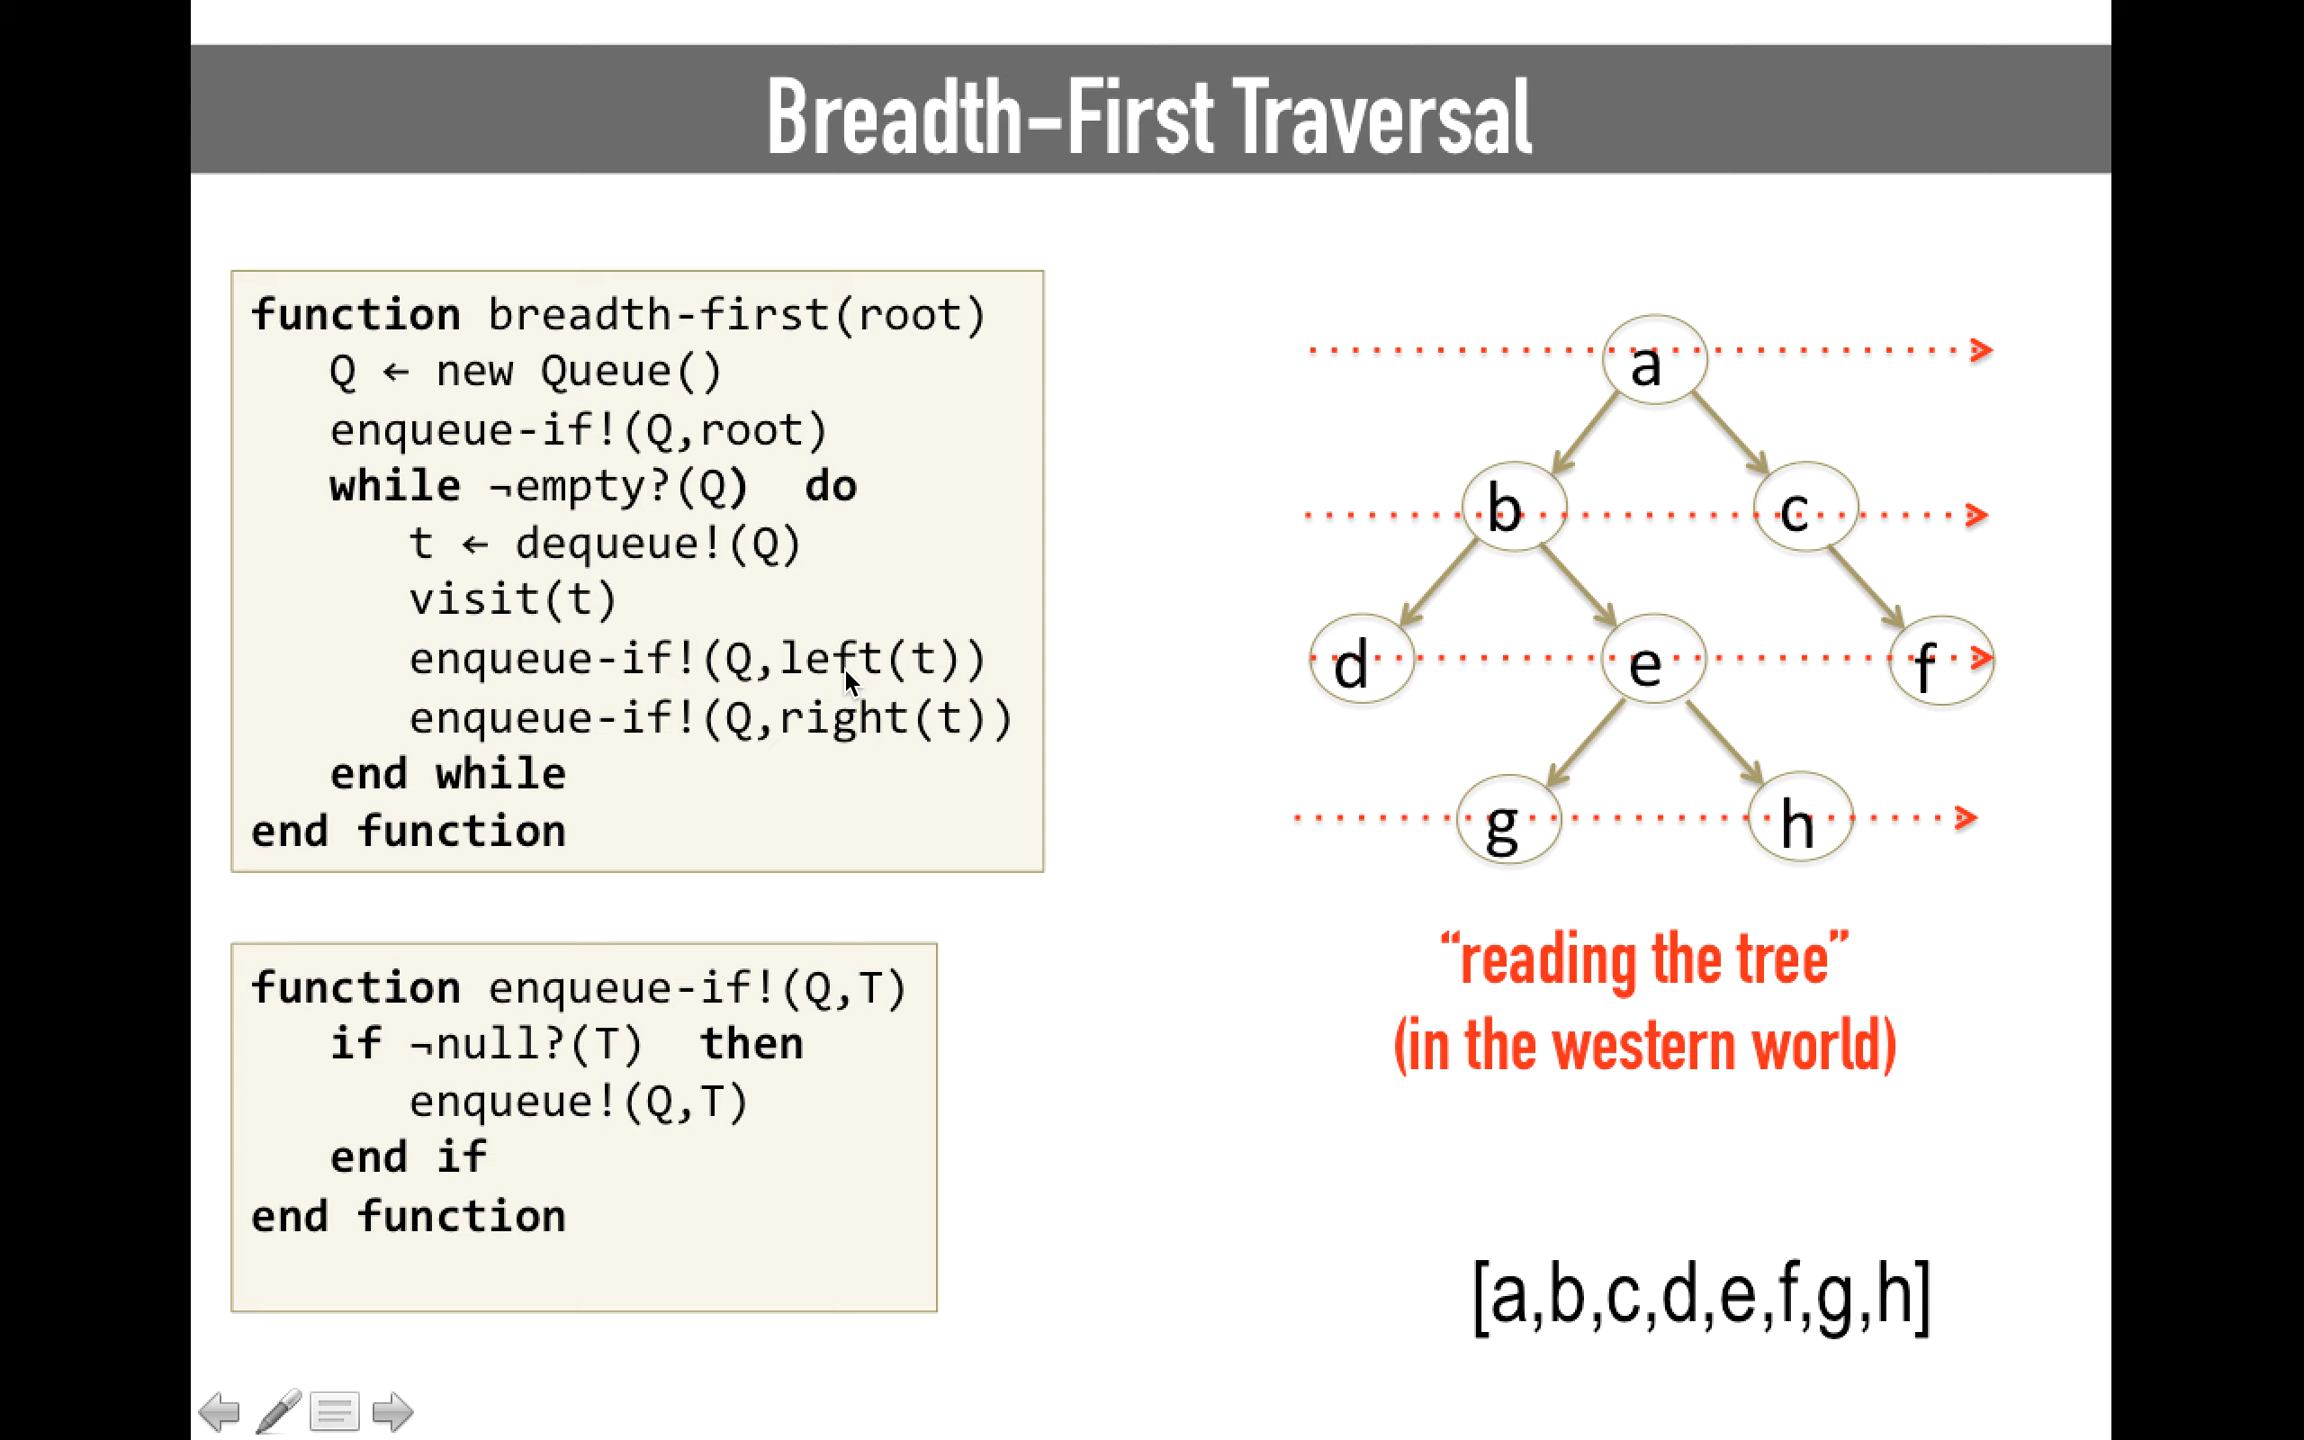 Breadth-First Traversal
function breadth-first(root)
Q ← new Queue()
enqueue-if!(Q,root)
while ¬empty?(Q) do
t ← dequeue!(Q)
visit(t)
enqueue-if!(Q,left(t))
enqueue-if!(Q,right(t))
end while
end function
function enqueue-if!(Q,T)
if ¬null?(T) then
enqueue!(Q,T)
end if
end function
a
b c
d e f
g h
“reading the tree”
(in the western world)
[a,b,c,d,e,f,g,h]